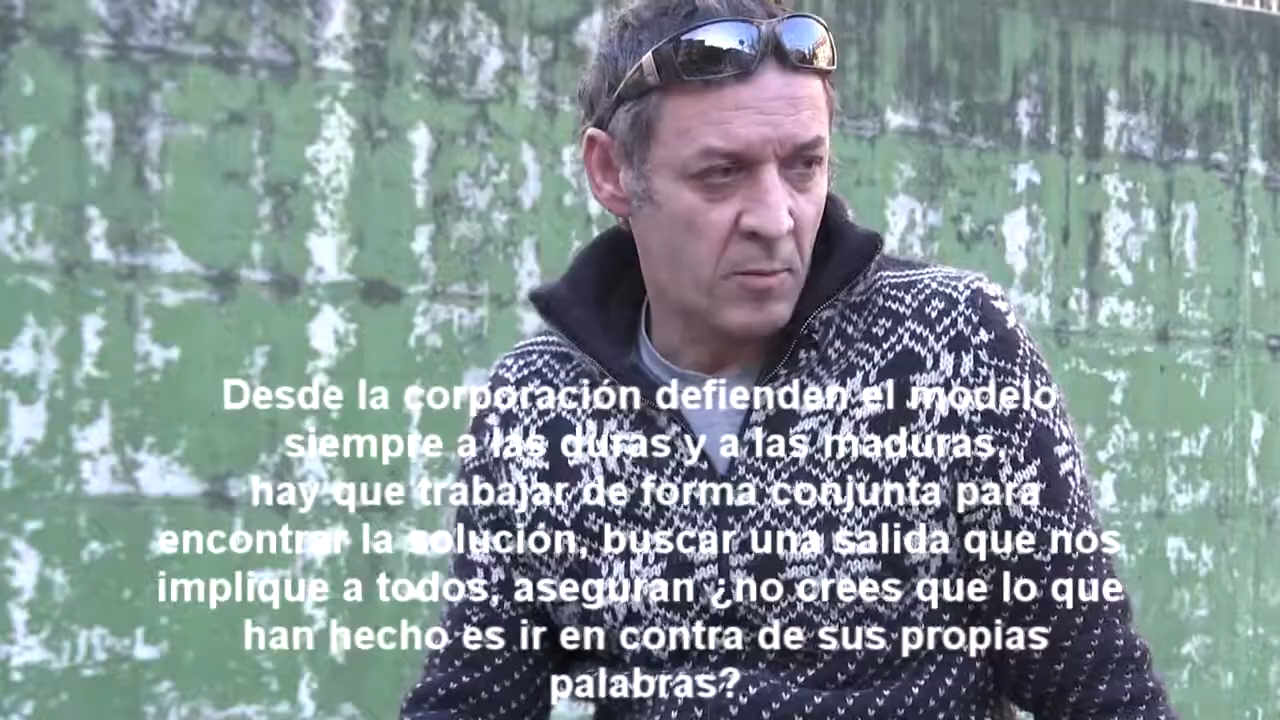 Desde la corporación defienden el modelo
siempre a las duras y a las maduras,
hay que trabajar de forma conjunta para
encontrar la solución, buscar una salida que nos
implique a todos, aseguran ¿no crees que lo que
han hecho es ir en contra de sus propias
palabras?